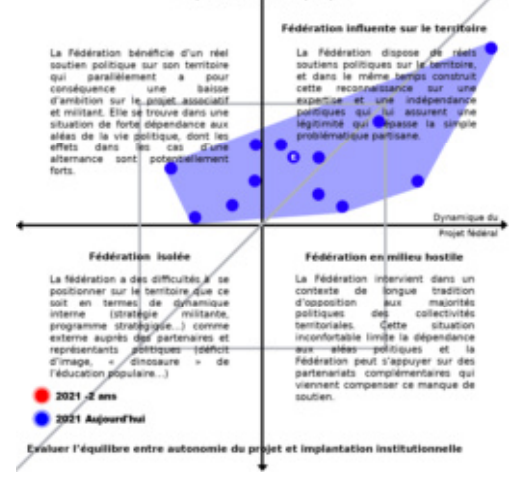 Fédération influente sur le territoire
La Fédération bénéficie d'un réel
soutien politique sur son territoire
qui parallèlement a pour
conséquence une baisse
d'ambition sur le projet associatif
et militant. Elle se trouve dans une
situation de forte dépendance aux
aléas de la vie politique, dont les
effets dans les cas d'une
alternance sont potentiellement
forts.
La Fédération dispose de réels
soutiens politiques sur le territoire,
et dans le même temps construit
cette reconnaissance sur une
expertise et une indépendance
politiques qui lui assurent une
légitimité qui dépasse la simple
problématique partisane.
E
Dynamique du
Projet fédéral
Fédération isolée
La fédération a des difficultés à se
positionner sur le territoire que ce
soit en termes de dynamique
interne (stratégie militante,
programme stratégique...) comme
externe auprès des partenaires et
représentants politiques (déficit
d'image, « dinosaure » de
l'éducation populaire...)
Fédération en milieu hostile
La Fédération intervient dans un
contexte de longue tradition
d'opposition aux majorités
politiques des collectivités
territoriales. Cette situation
inconfortable limite la dépendance
aux aléas politiques et la
Fédération peut s'appuyer sur des
partenariats complémentaires qui
viennent compenser ce manque de
soutien.
2021 -2 ans
2021 Aujourd'hui
Evaluer l'équilibre entre autonomie du projet et implantation institutionnelle